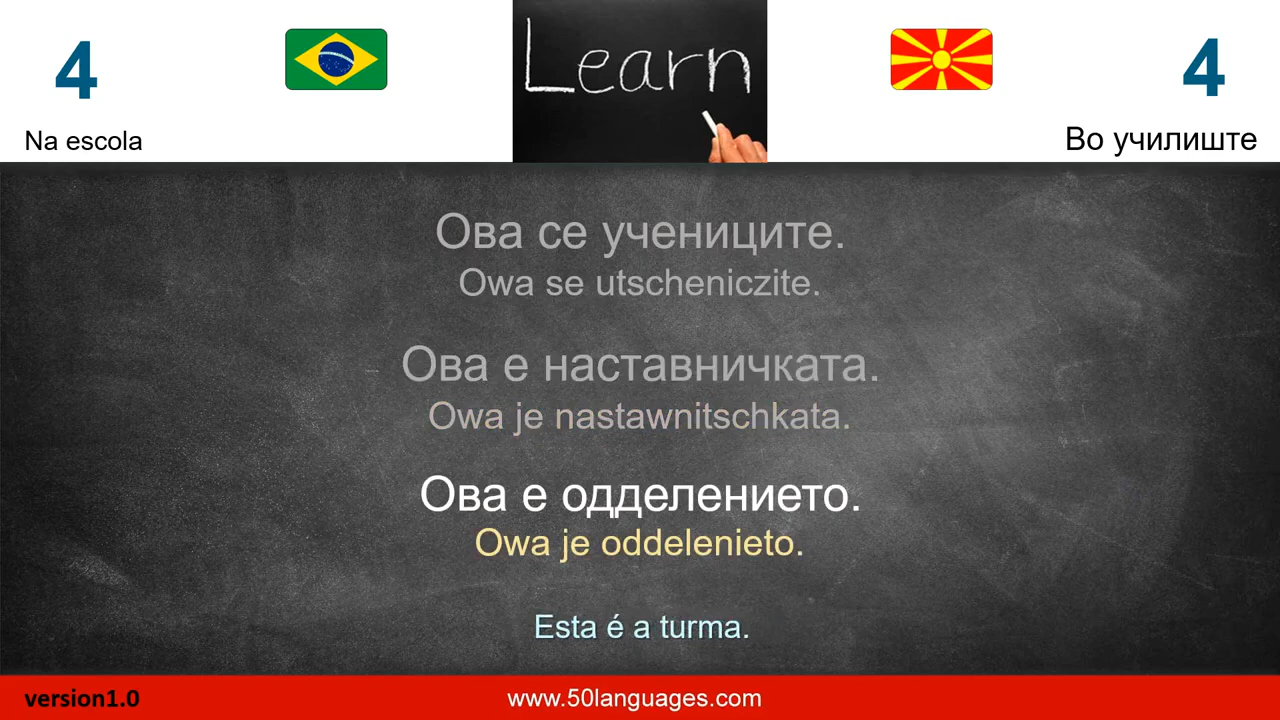 4
Learn
4
Na escola
Во училиште
Ова се учениците.
Owa se utscheniczite.
Ова е наставничката.
Owa je nastawnitschkata.
Ова е одделението.
Owa je oddelenieto.
Esta é a turma.
version1.0
www.50languages.com